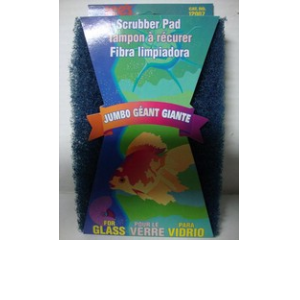 Scrubber Pad
Tampon à récurer
Fibra limpiadora
JUMBO GÉANT GIANTE
FOR GLASS
POUR LE VERRE
PARA VIDRIO